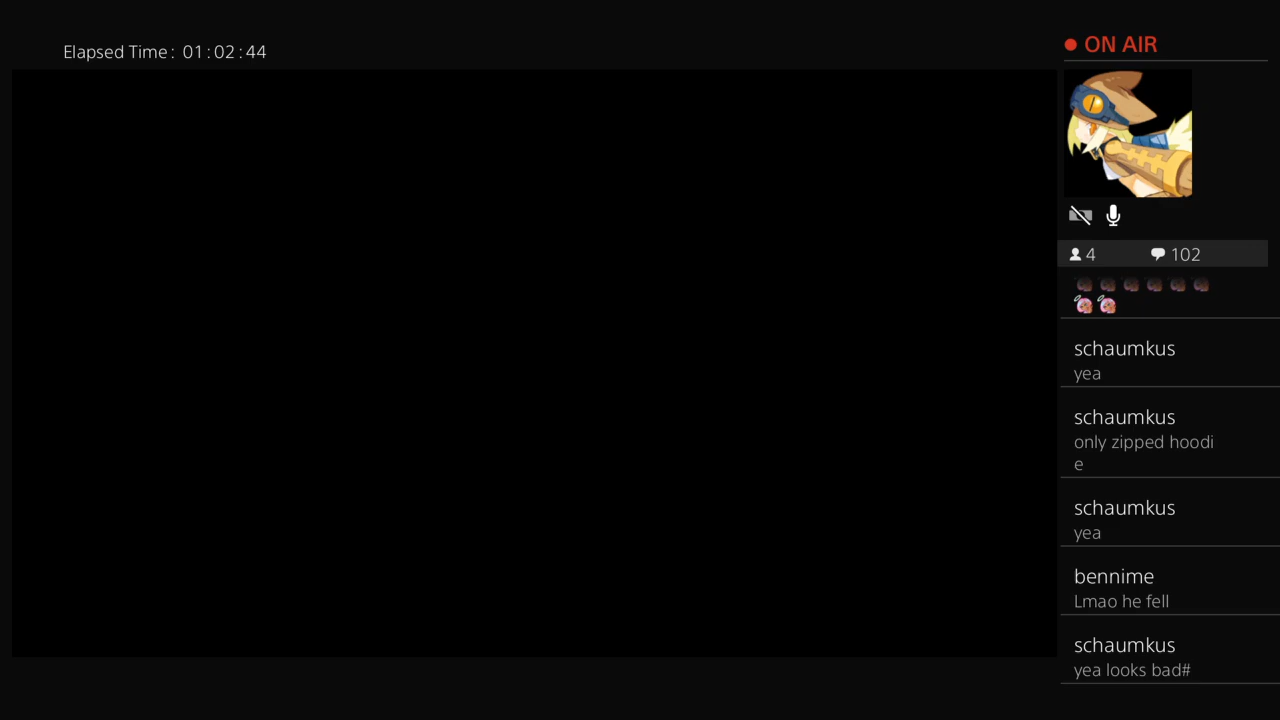 Elapsed Time: 01:02:44
ON AIR
4 102
schaumkus
yea
schaumkus
only zipped hoodi
e
schaumkus
yea
bennime
Lmao he fell
schaumkus
yea looks bad#